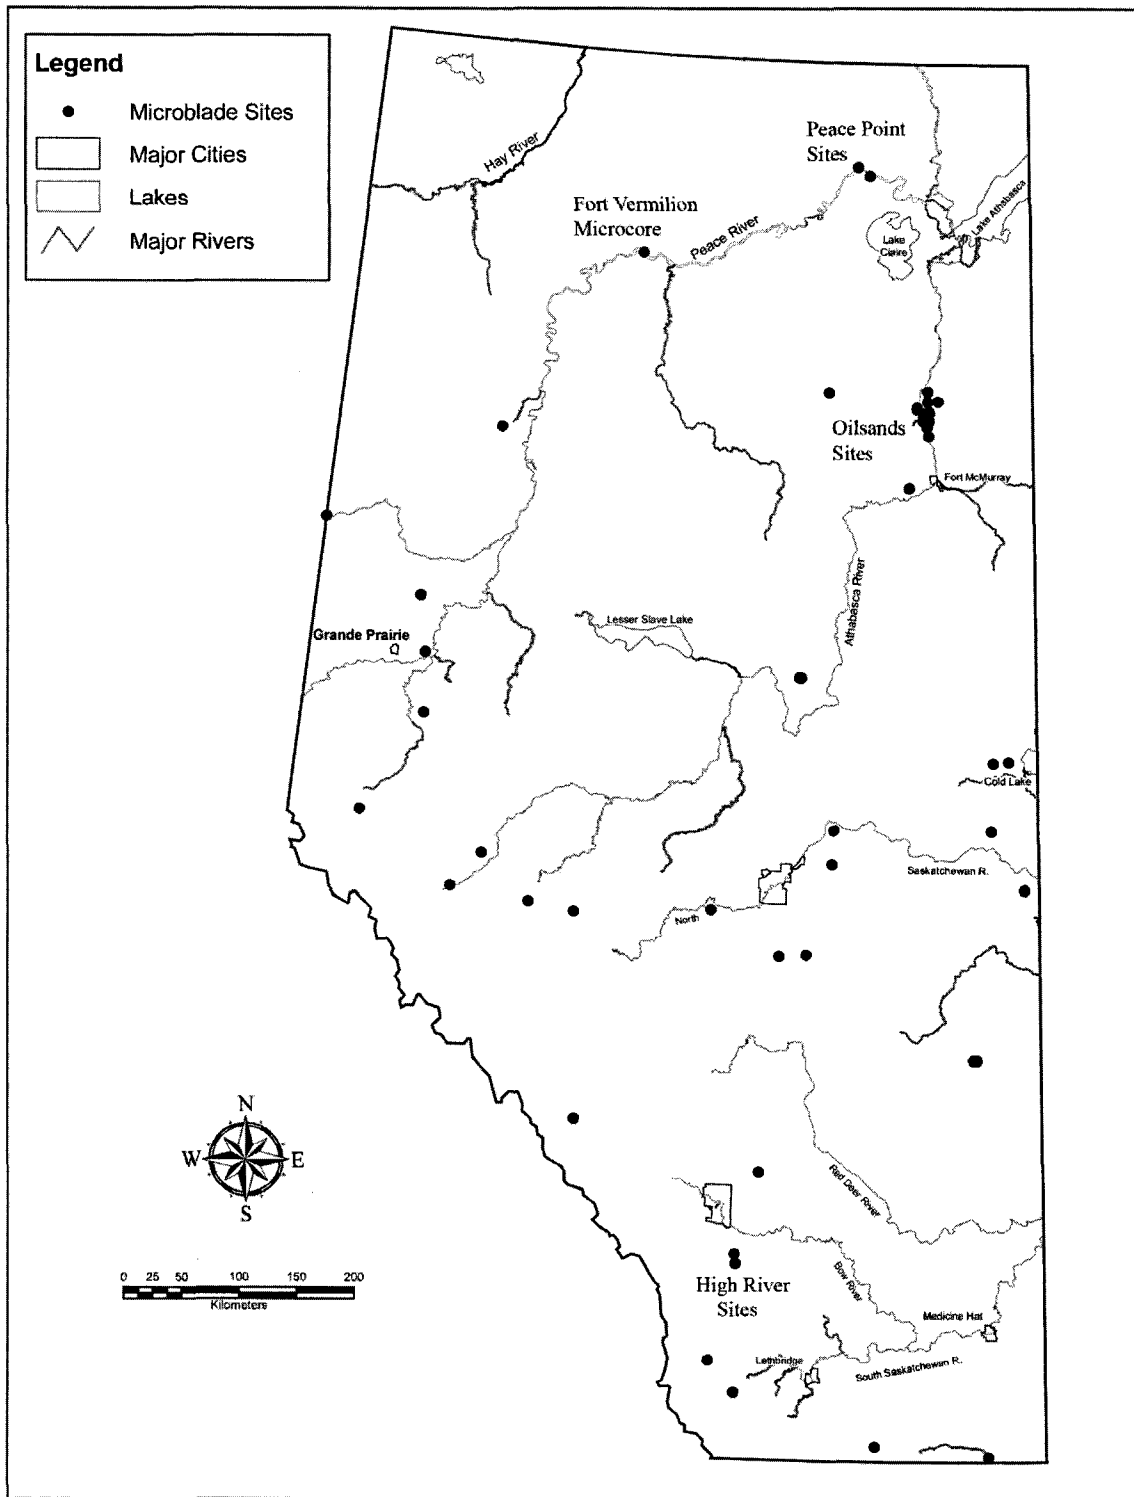 Legend
Microblade Sites
Major Cities
Lakes
Major Rivers
Hay River
Peace Point
Sites
Fort Vermilion
Microcore
Peace River
Lake Athabasca
Lake
Claire
Oilsands
Sites
Fort McMurray
Athabasca River
Lesser Slave Lake
Grande Prairie
Cold Lake
Saskatchewan R.
North
N
W
E
S
Red Deer River
0 25 50 100 150 200
Kilometers
High River
Sites
Bow River
Medicine Hat
Lethbridge
South Saskatchewan R.